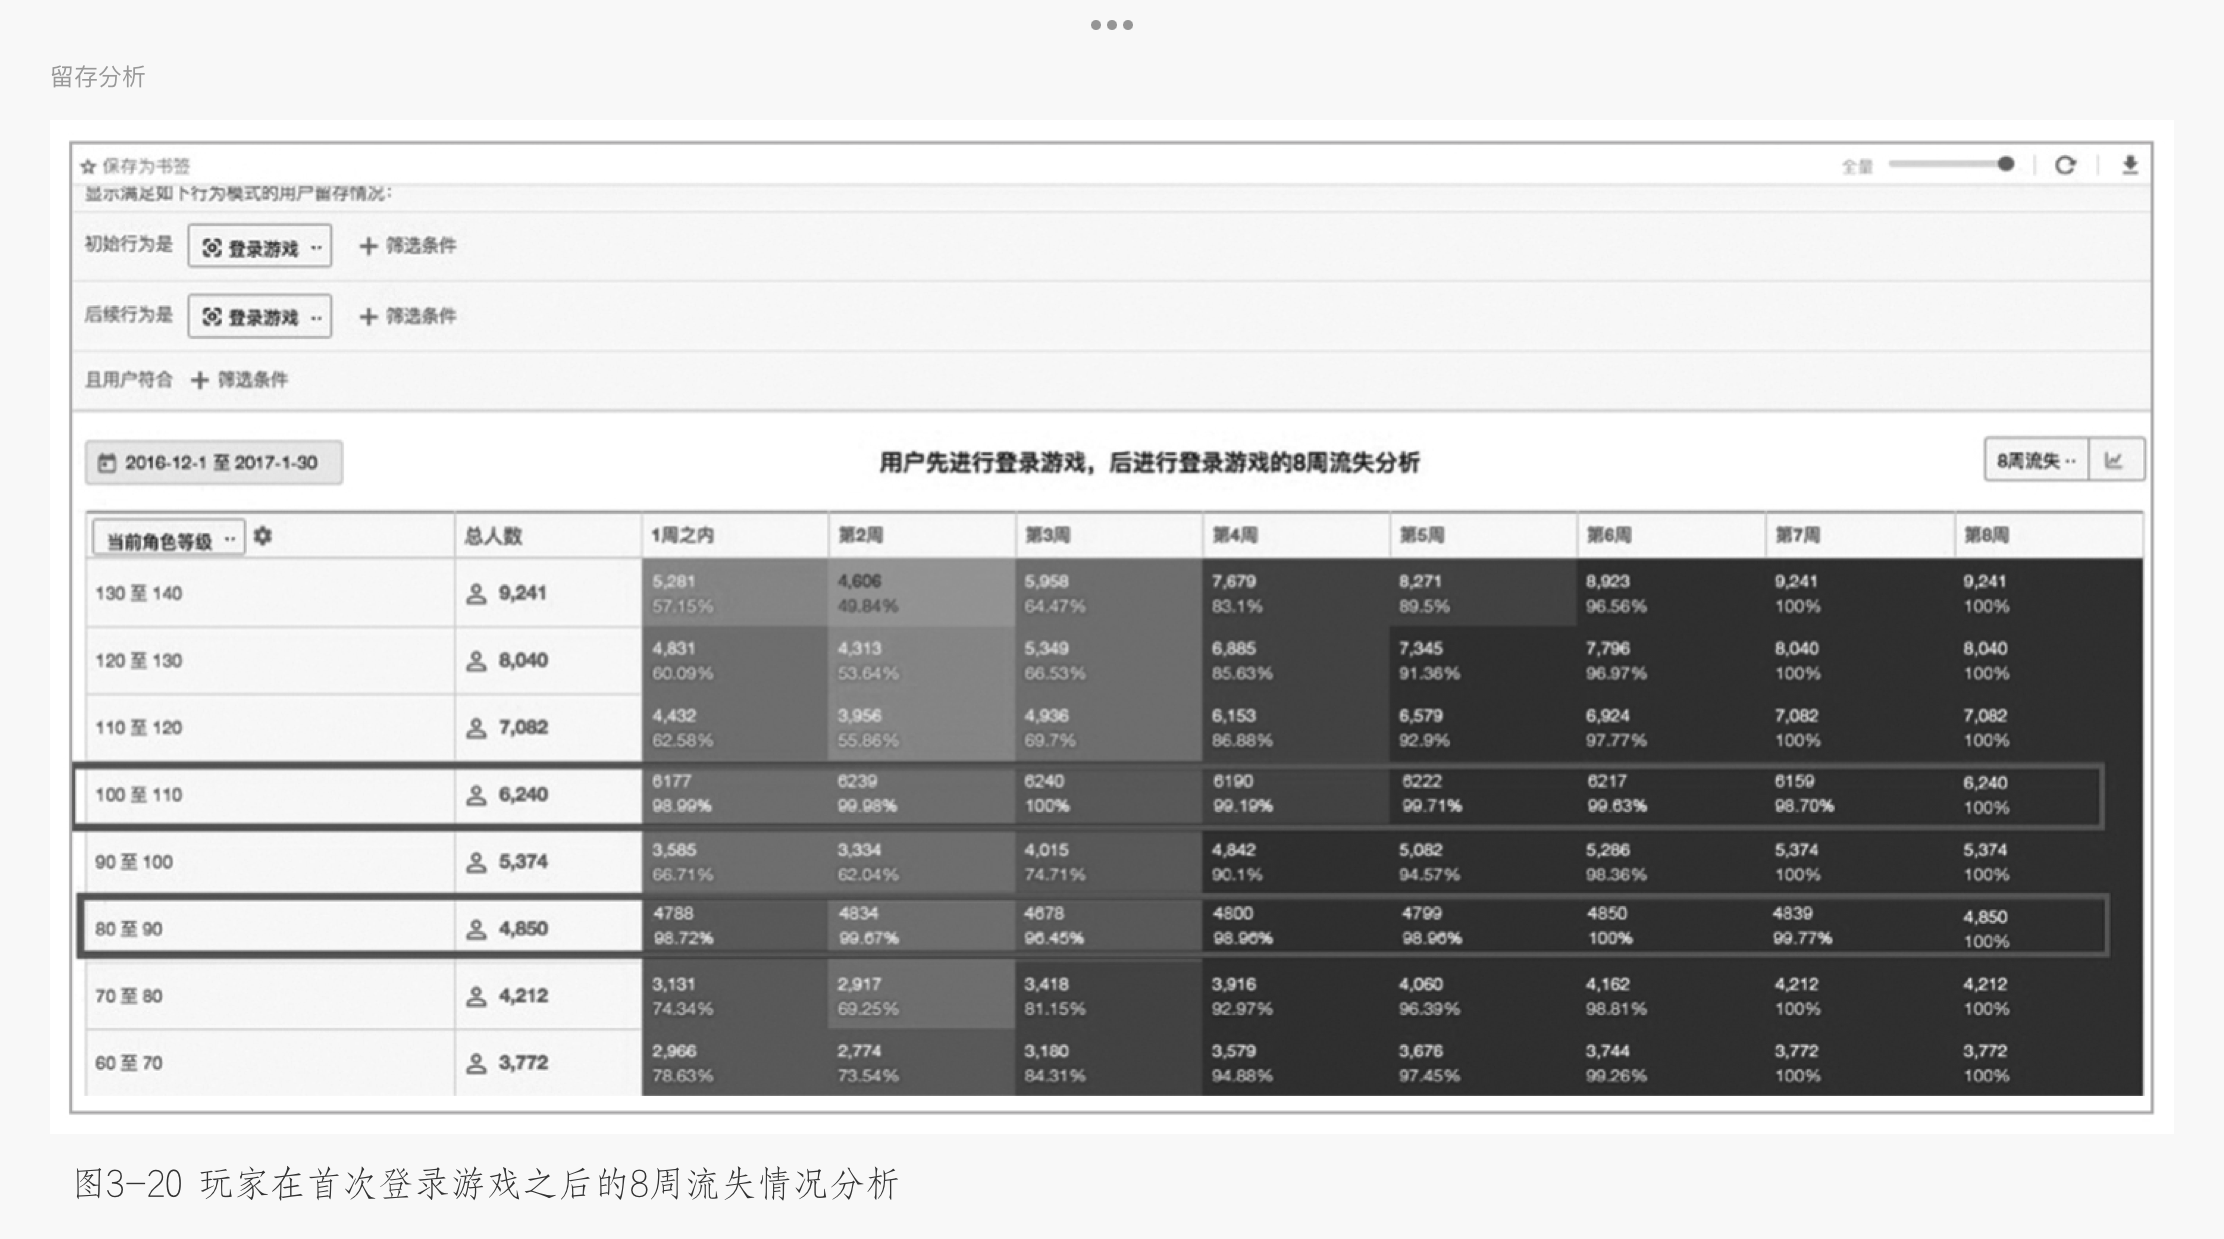 留存分析
保存为书签
全量
显示满足如下行为模式的用户留存情况:
初始行为是 登录游戏 ·· + 筛选条件
后续行为是 登录游戏 ·· + 筛选条件
且用户符合 + 筛选条件
2016-12-1 至 2017-1-30
用户先进行登录游戏，后进行登录游戏的8周流失分析
8周流失 ··
当前角色等级 ·· 总人数 1周之内 第2周 第3周 第4周 第5周 第6周 第7周 第8周
130 至 140 9,241 5,281 4,606 5,958 7,679 8,271 8,923 9,241 9,241
57.15% 49.84% 64.47% 83.1% 89.5% 96.56% 100% 100%
120 至 130 8,040 4,831 4,313 5,349 6,885 7,345 7,796 8,040 8,040
60.09% 53.64% 66.53% 85.63% 91.36% 96.97% 100% 100%
110 至 120 7,082 4,432 3,956 4,936 6,153 6,579 6,924 7,082 7,082
62.58% 55.86% 69.7% 86.88% 92.9% 97.77% 100% 100%
100 至 110 6,240 6177 6239 6240 6190 6222 6217 6159 6,240
98.99% 99.98% 100% 99.19% 99.71% 99.63% 98.70% 100%
90 至 100 5,374 3,585 3,334 4,015 4,842 5,082 5,286 5,374 5,374
66.71% 62.04% 74.71% 90.1% 94.57% 98.36% 100% 100%
80 至 90 4,850 4788 4834 4678 4800 4799 4850 4839 4,850
98.72% 99.67% 96.45% 98.96% 98.96% 100% 99.77% 100%
70 至 80 4,212 3,131 2,917 3,418 3,916 4,060 4,162 4,212 4,212
74.34% 69.25% 81.15% 92.97% 96.39% 98.81% 100% 100%
60 至 70 3,772 2,966 2,774 3,180 3,579 3,676 3,744 3,772 3,772
78.63% 73.54% 84.31% 94.88% 97.45% 99.26% 100% 100%
图3-20 玩家在首次登录游戏之后的8周流失情况分析